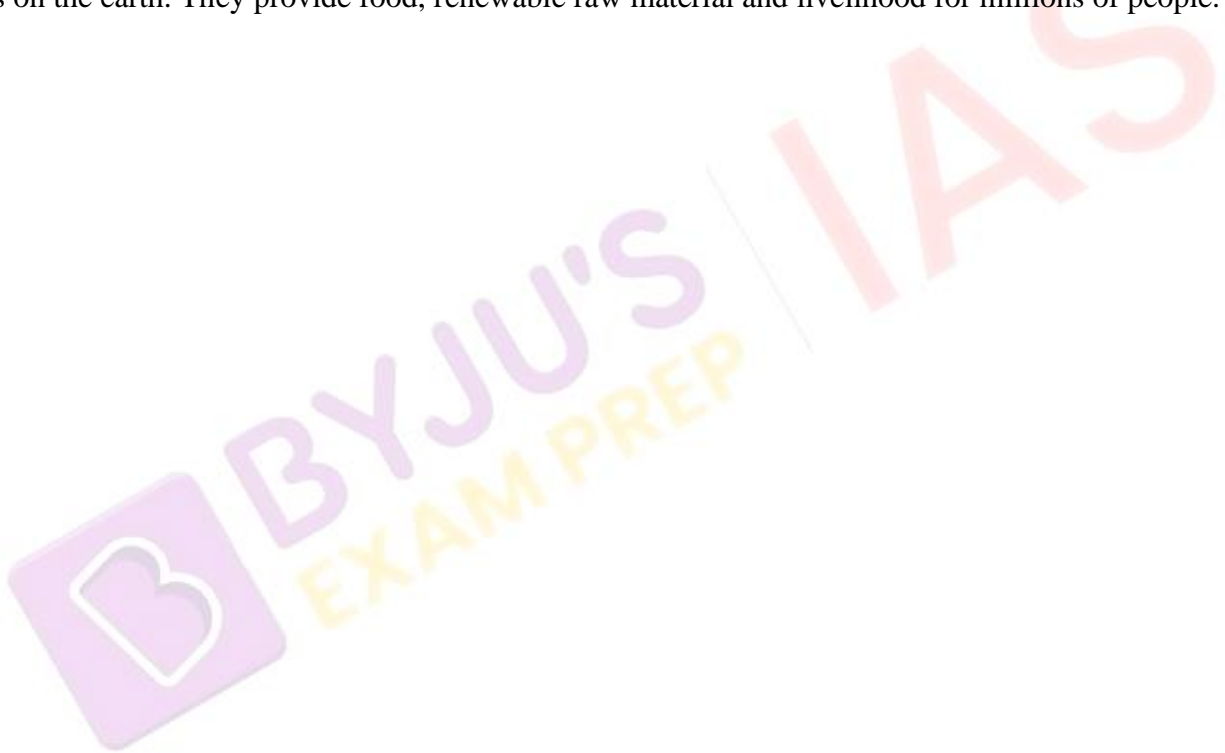 s on the earth. They provide food, renewable raw material and livelihood for millions of people.
BYJU'S
EXAM PREP
IAS